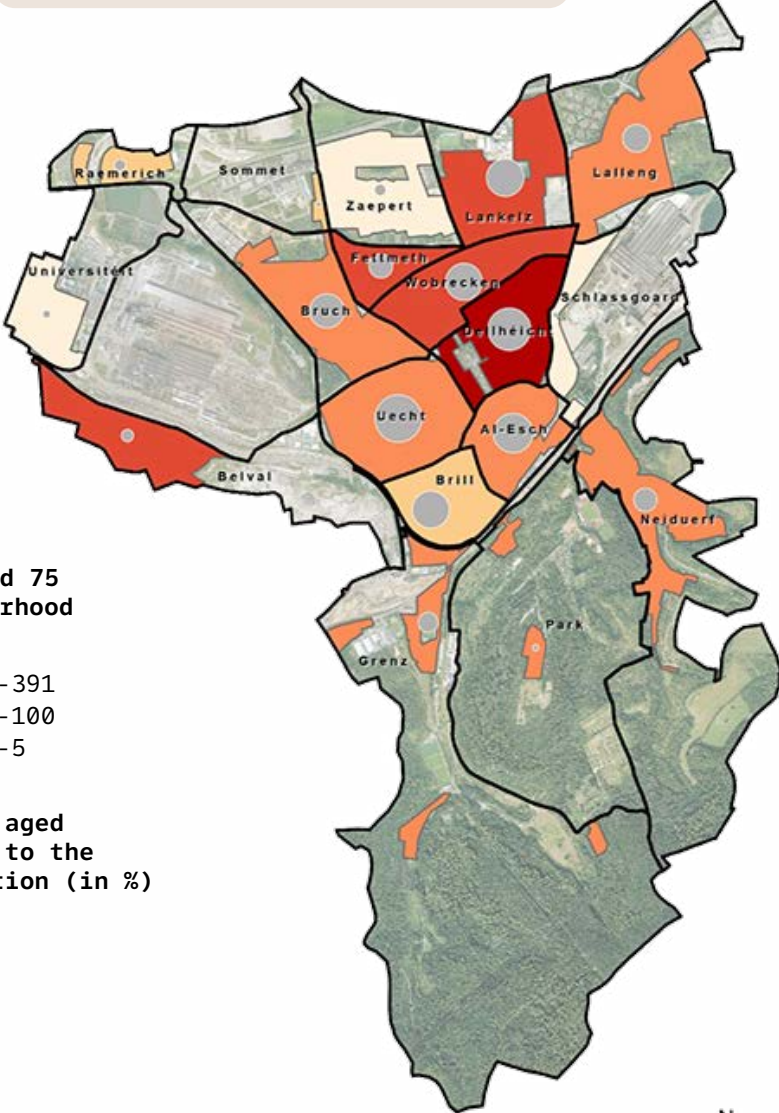 Raemerich
Sommet
Zaepert
Lankelz
Lalleng
Universitéit
Fettmeth
Wobrecken
Schlassgoard
Bruch
Dellhéicht
Uecht
Al-Esch
Belval
Brill
Neiduerf
d 75
rhood
-391
-100
-5
Park
Grenz
aged
to the
tion (in %)